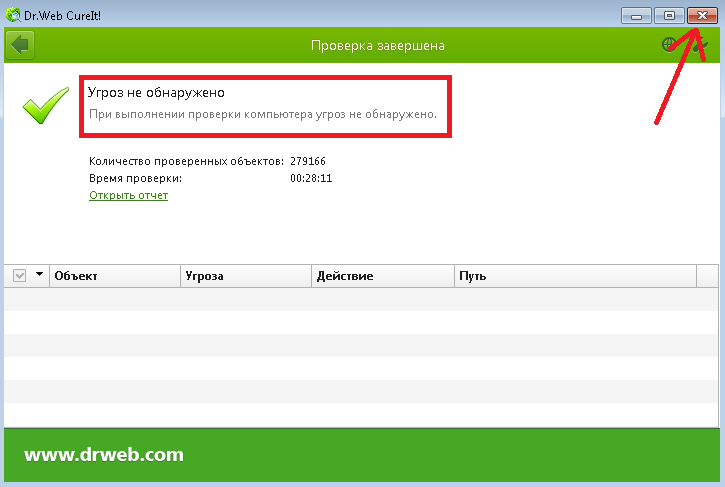 Dr.Web CureIt!
Проверка завершена
Угроз не обнаружено
При выполнении проверки компьютера угроз не обнаружено.
Количество проверенных объектов: 279166
Время проверки: 00:28:11
Открыть отчет
Объект Угроза Действие Путь
www.drweb.com